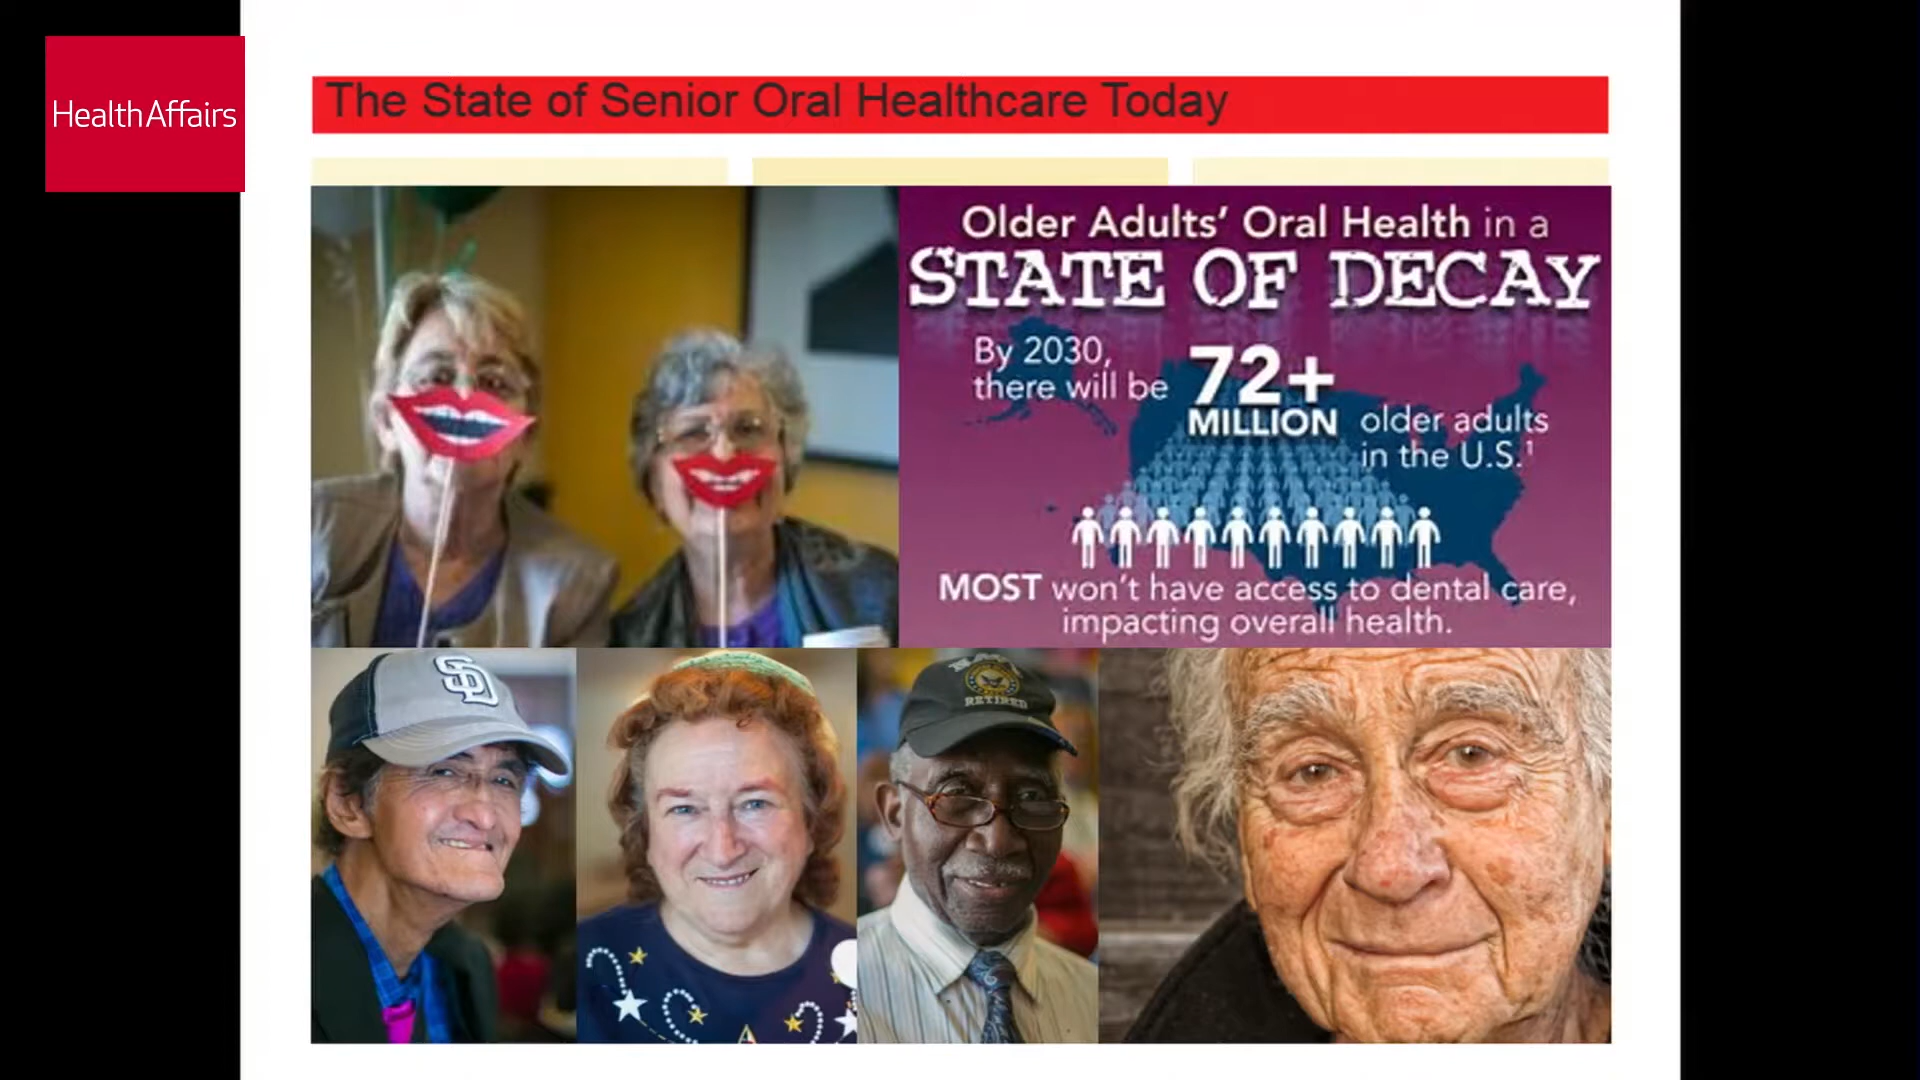 HealthAffairs
The State of Senior Oral Healthcare Today
Older Adults’ Oral Health in a
STATE OF DECAY
By 2030,
there will be
72+
MILLION
older adults
in the U.S.¹
MOST won’t have access to dental care,
impacting overall health.
SD
RETIRED